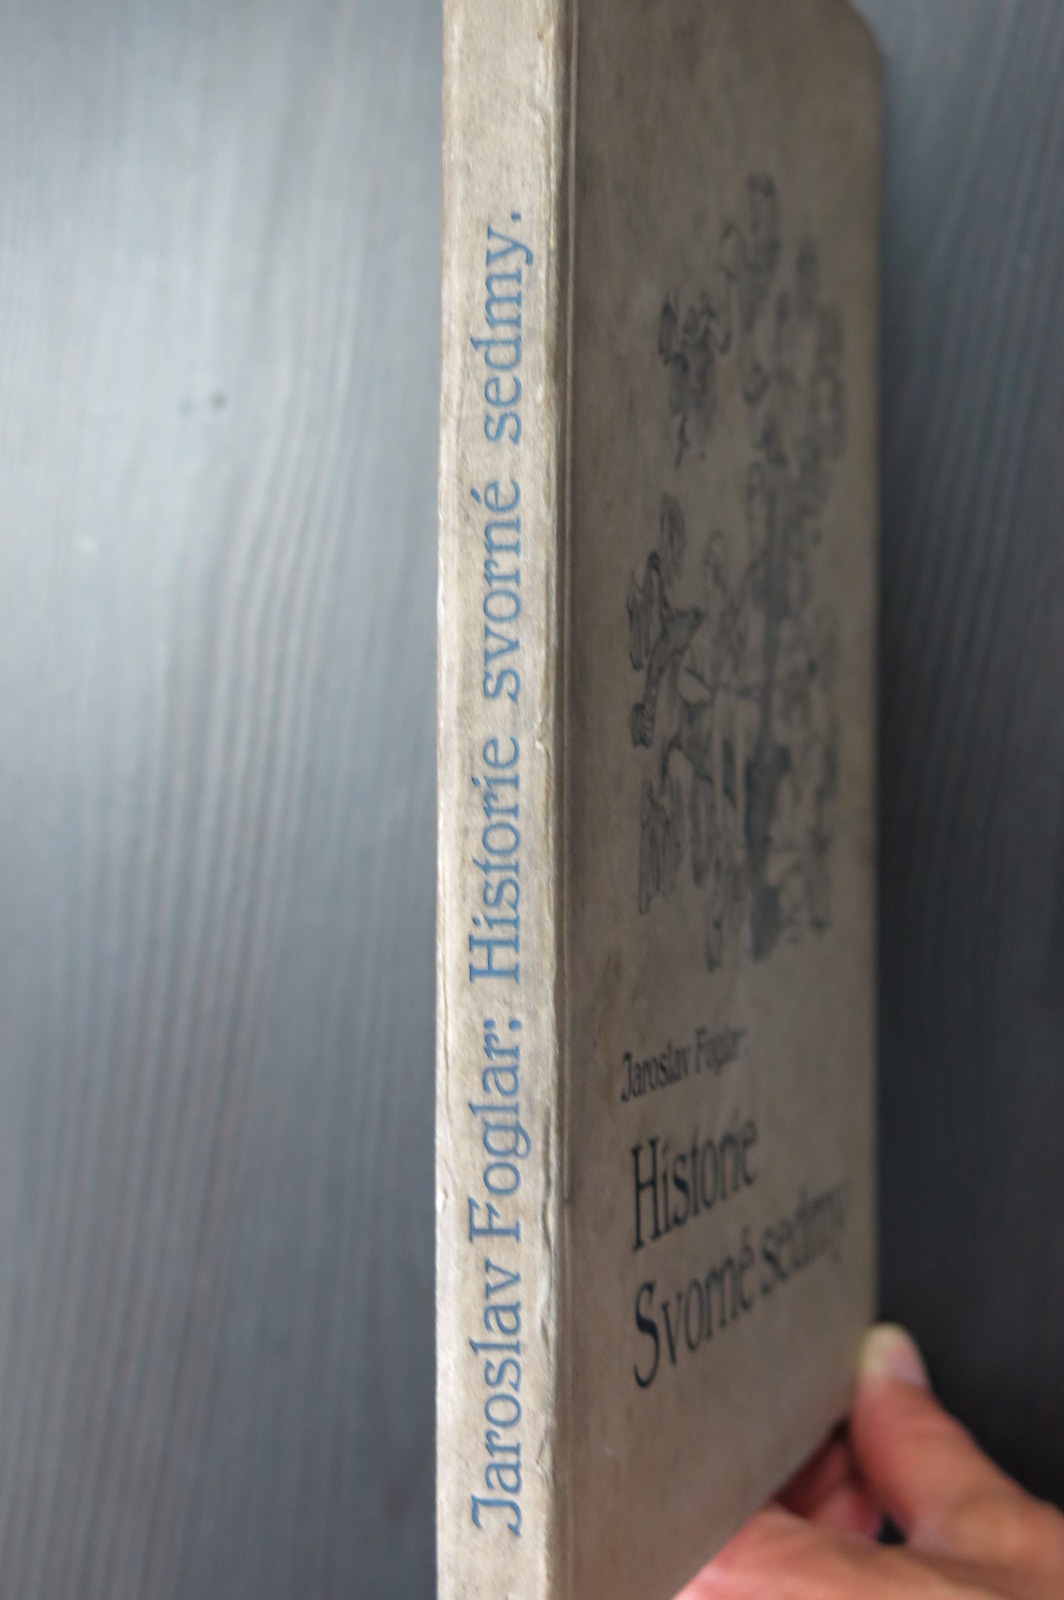 Jaroslav Foglar: Historie svorné sedmy.
Jaroslav Foglar:
Historie
Svorné sedmy